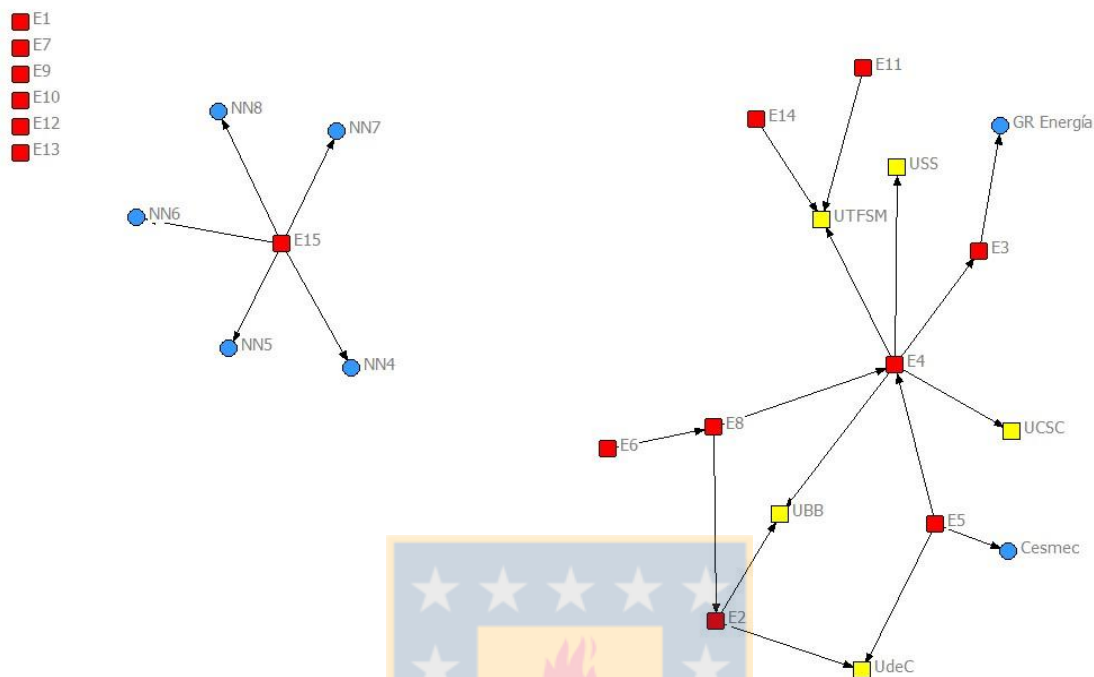 E1
E7
E9
E10
E12
E13
NN8
NN7
NN6
E15
NN5
NN4
E11
E14
GR Energía
USS
UTFSM
E3
E4
UCSC
E8
E6
UBB
E5
Cesmec
E2
UdeC